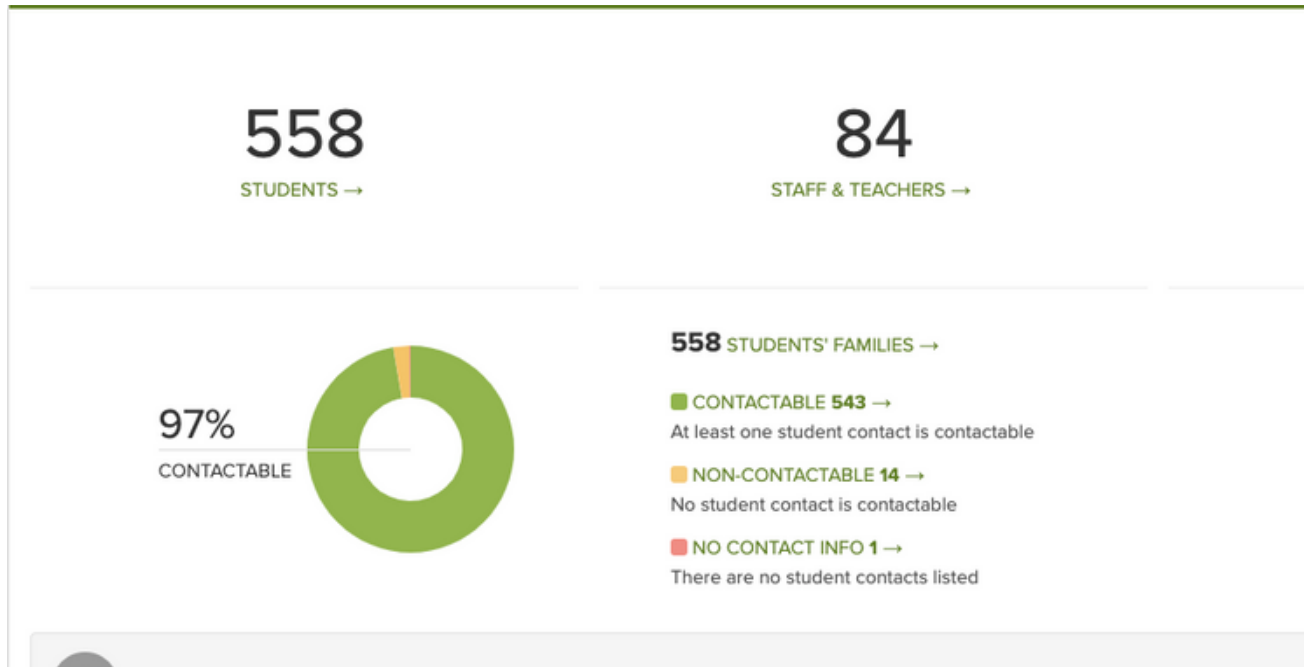 558
STUDENTS →
84
STAFF & TEACHERS →
97%
CONTACTABLE
558 STUDENTS' FAMILIES →
CONTACTABLE 543 →
At least one student contact is contactable
NON-CONTACTABLE 14 →
No student contact is contactable
NO CONTACT INFO 1 →
There are no student contacts listed